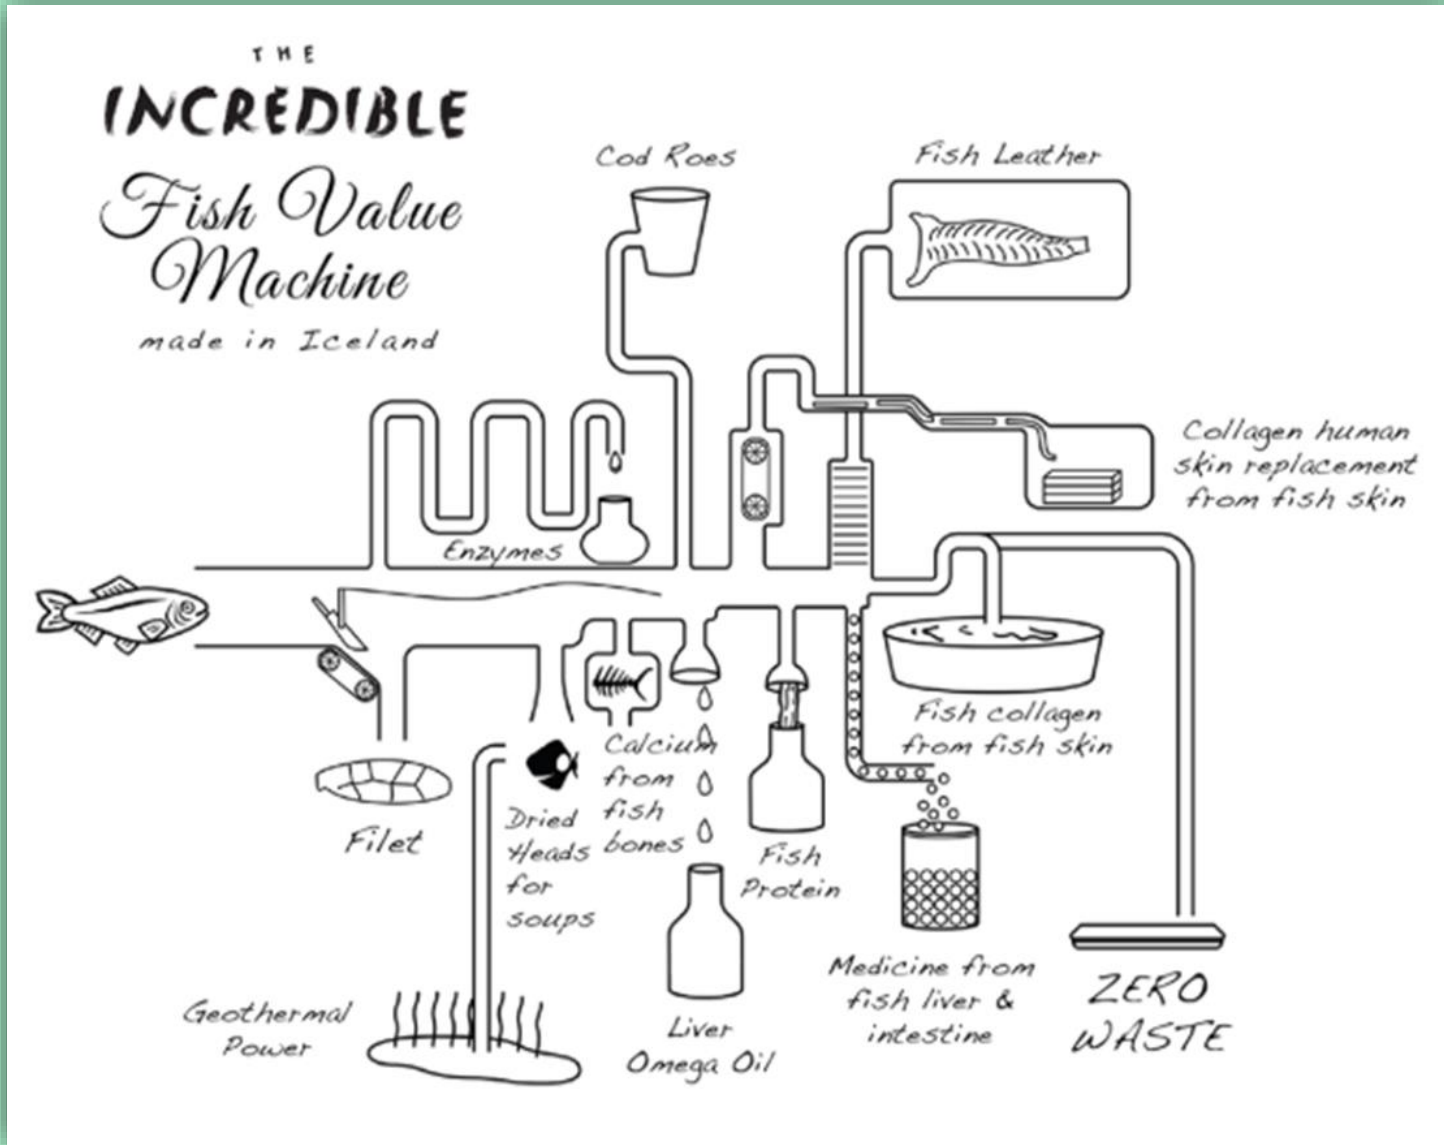 THE
INCREDIBLE
Fish Value
Machine
made in Iceland
Cod Roes
Fish Leather
Collagen human
skin replacement
from fish skin
Enzymes
Fish collagen
from fish skin
Filet
Dried
Heads
for
soups
Calcium
from
fish
bones
Fish
Protein
Geothermal
Power
Liver
Omega Oil
Medicine from
fish liver &
intestine
ZERO
WASTE